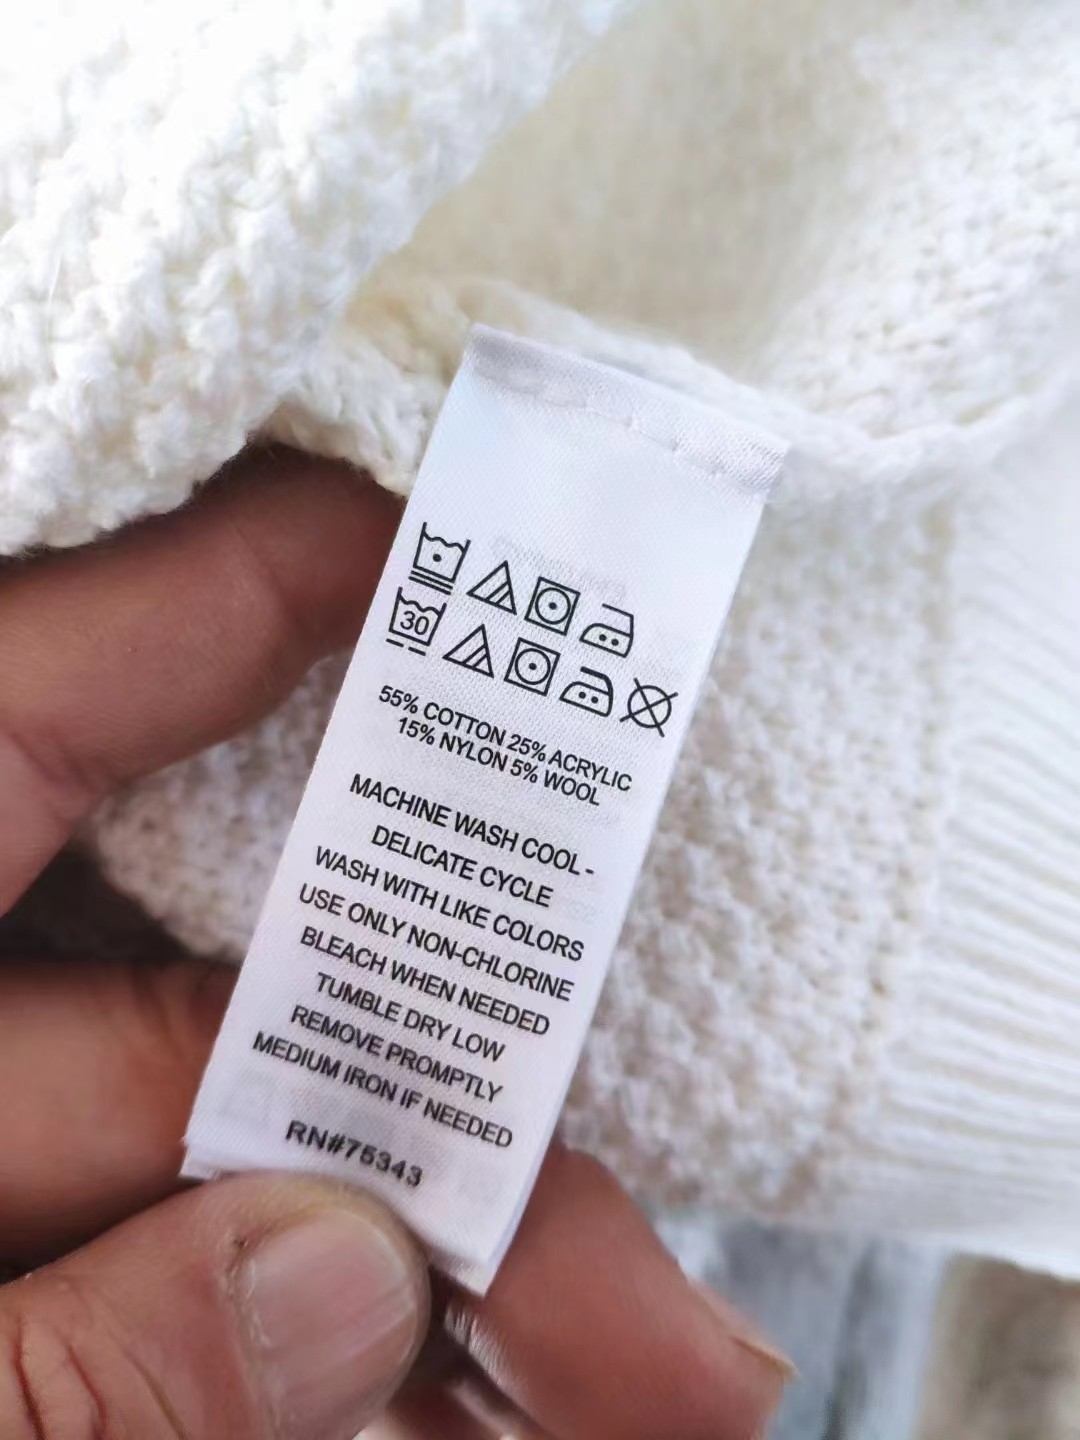 30
55% COTTON 25% ACRYLIC
15% NYLON 5% WOOL
MACHINE WASH COOL -
DELICATE CYCLE
WASH WITH LIKE COLORS
USE ONLY NON-CHLORINE
BLEACH WHEN NEEDED
TUMBLE DRY LOW
REMOVE PROMPTLY
MEDIUM IRON IF NEEDED
RN#75343